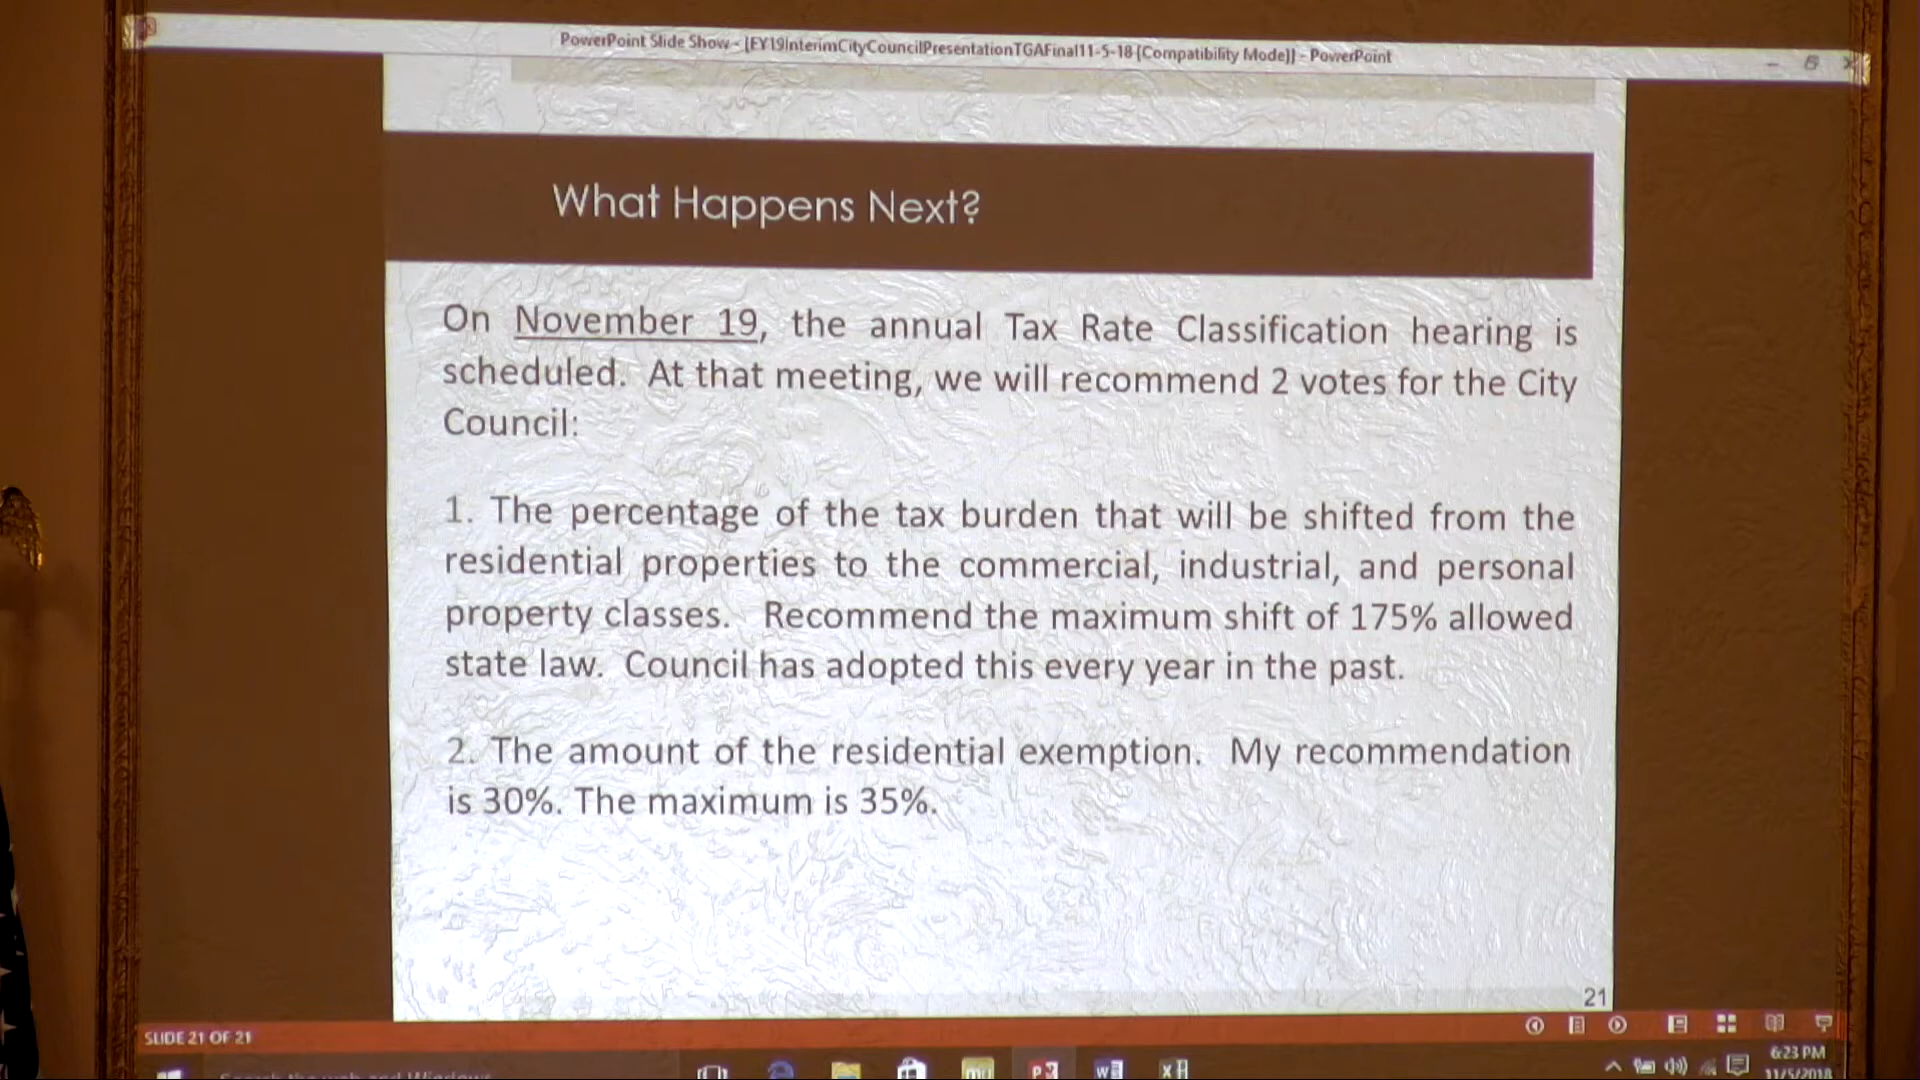 PowerPoint Slide Show - [FY19InterimCityCouncilPresentationTGAFinal11-5-18 [Compatibility Mode]] - PowerPoint
What Happens Next?
On November 19, the annual Tax Rate Classification hearing is
scheduled. At that meeting, we will recommend 2 votes for the City
Council:
1. The percentage of the tax burden that will be shifted from the
residential properties to the commercial, industrial, and personal
property classes. Recommend the maximum shift of 175% allowed
state law. Council has adopted this every year in the past.
2. The amount of the residential exemption. My recommendation
is 30%. The maximum is 35%.
21
SLIDE 21 OF 21
6:23 PM
11/5/2018